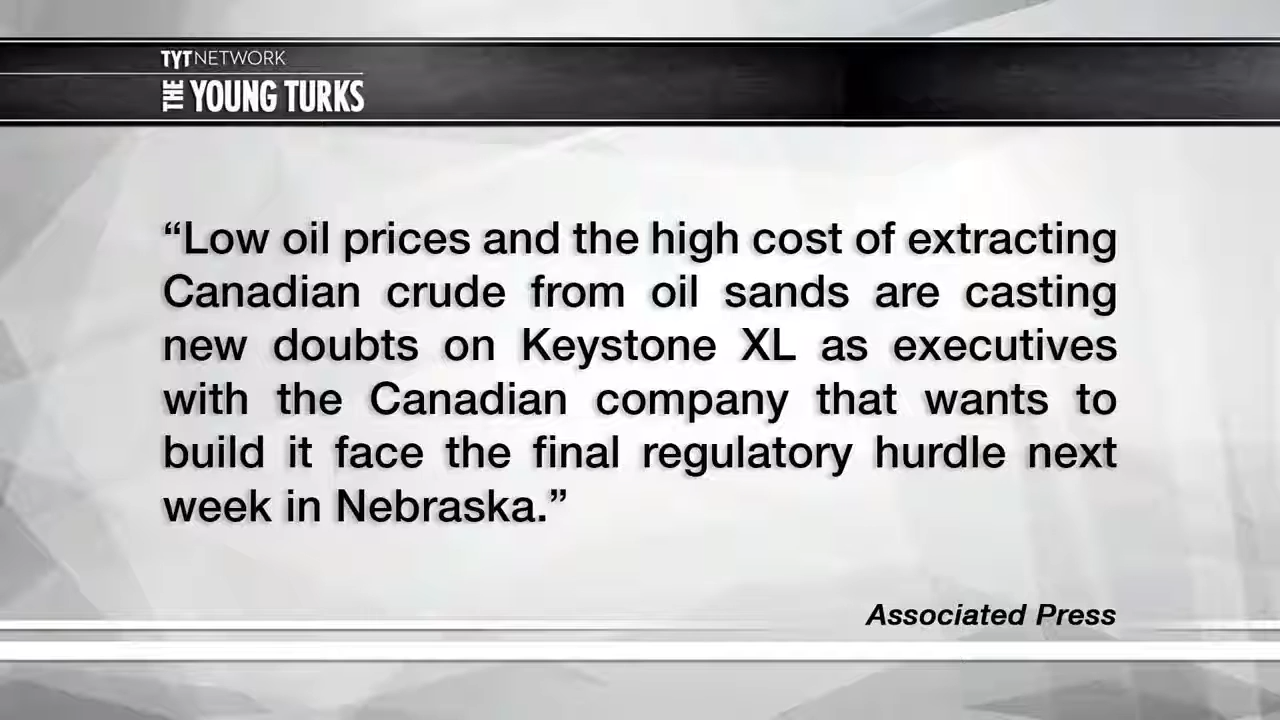 TYT NETWORK
THE YOUNG TURKS
“Low oil prices and the high cost of extracting
Canadian crude from oil sands are casting
new doubts on Keystone XL as executives
with the Canadian company that wants to
build it face the final regulatory hurdle next
week in Nebraska.”
Associated Press